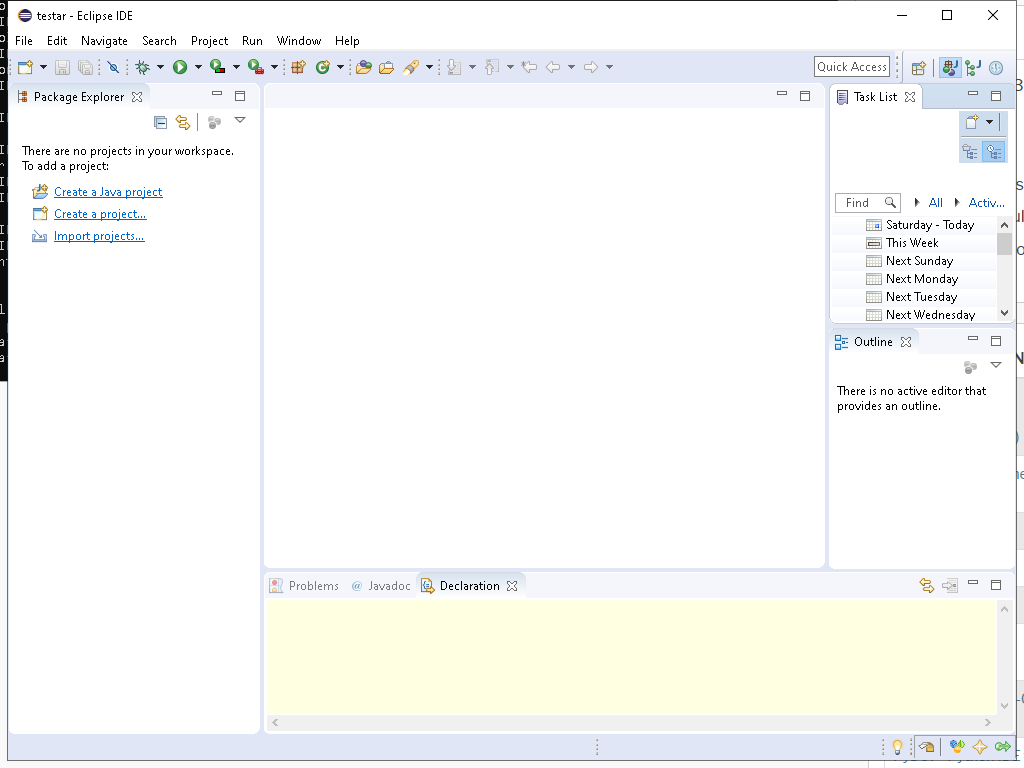 testar - Eclipse IDE
File Edit Navigate Search Project Run Window Help
Quick Access
Package Explorer
There are no projects in your workspace.
To add a project:
Create a Java project
Create a project...
Import projects...
Task List
Find All Activ...
Saturday - Today
This Week
Next Sunday
Next Monday
Next Tuesday
Next Wednesday
Outline
There is no active editor that
provides an outline.
Problems @ Javadoc Declaration